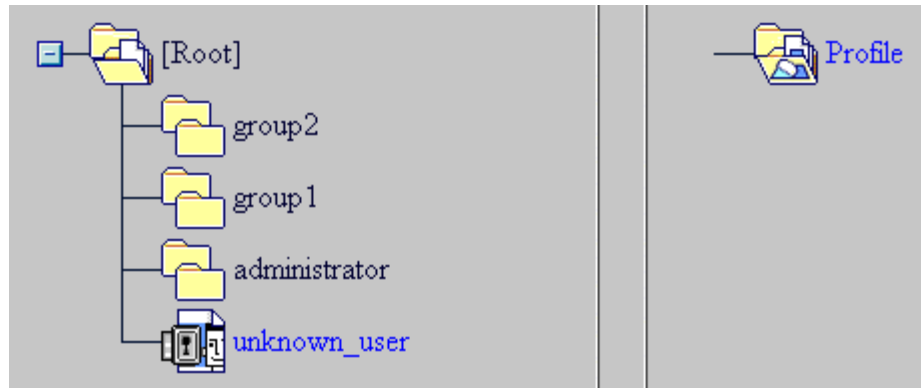 [Root]
group2
group1
administrator
unknown_user
Profile